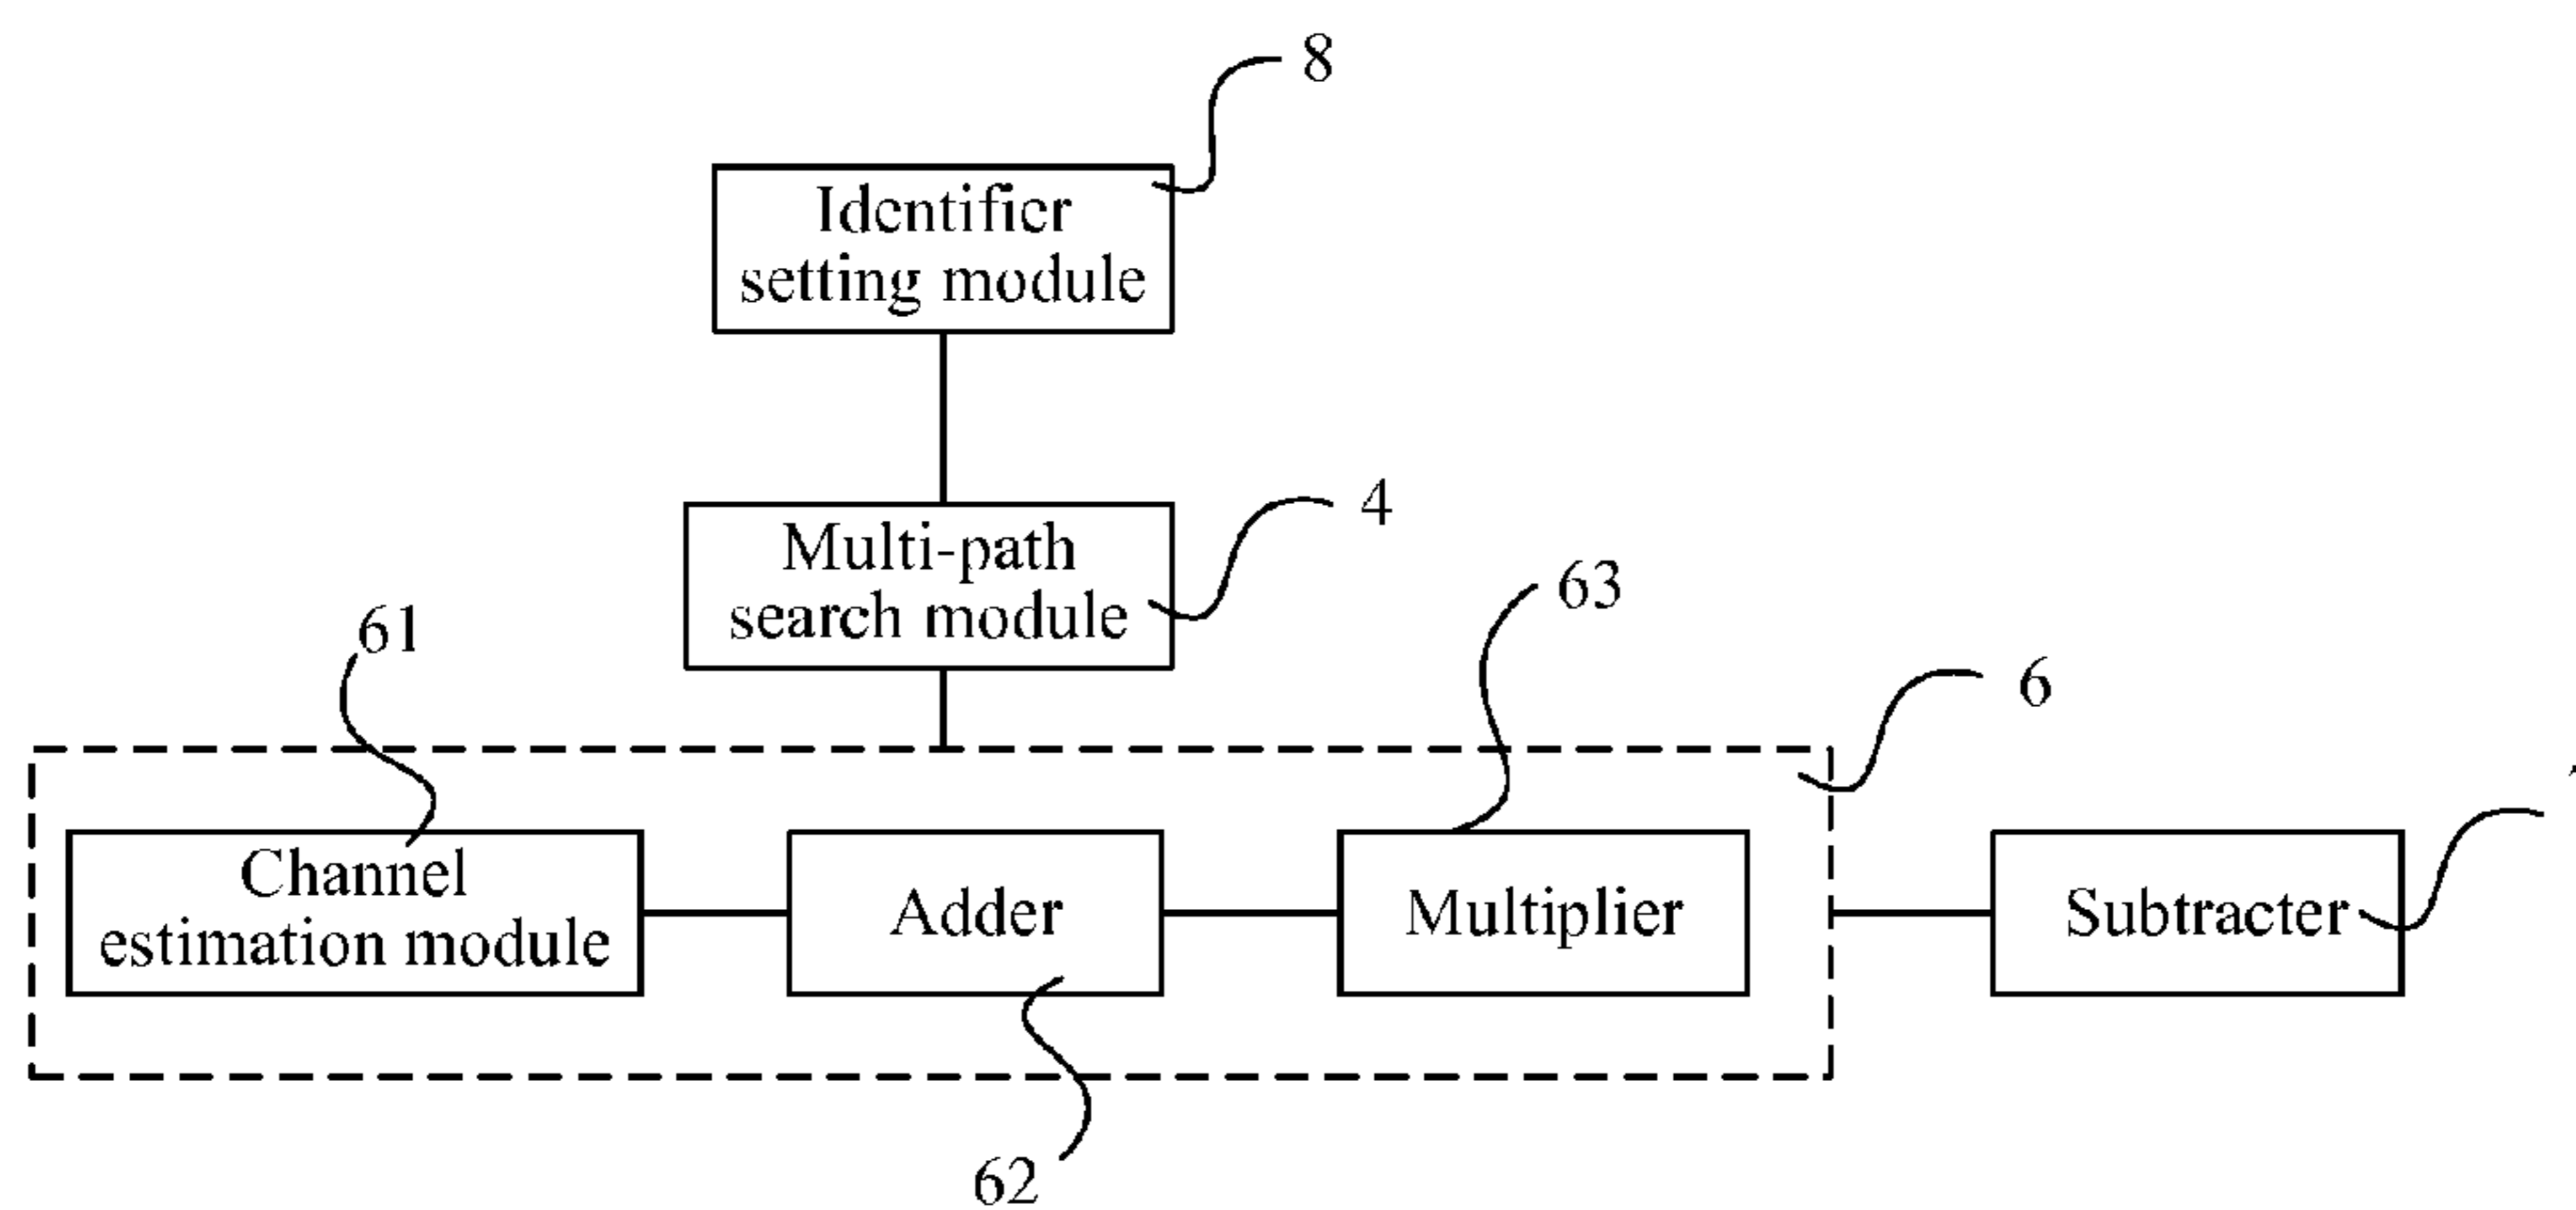 8
Identifier
setting module
4
Multi-path
search module
63
61
6
Channel
estimation module
Adder
Multiplier
Subtracter
62